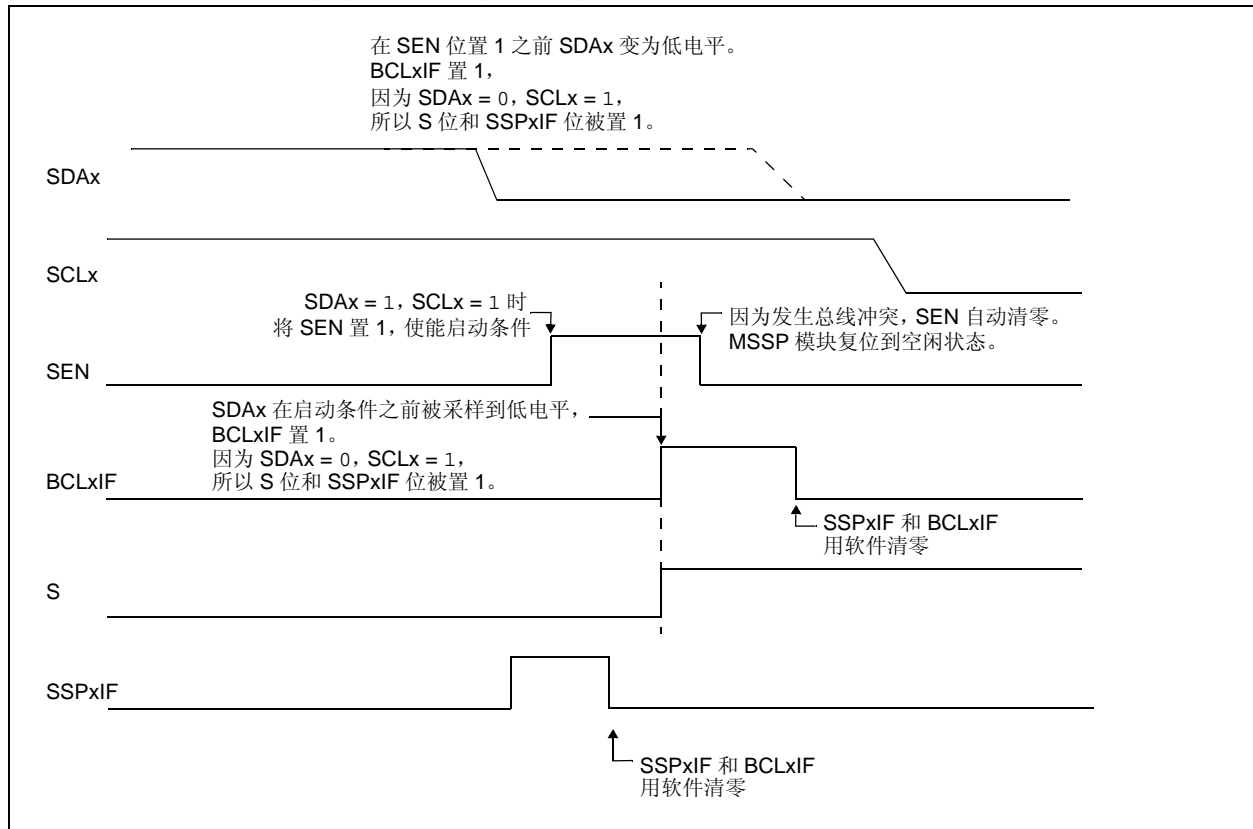 在 SEN 位置 1 之前 SDAx 变为低电平。
BCLxIF 置 1,
因为 SDAx = 0, SCLx = 1,
所以 S 位和 SSPxIF 位被置 1。
SDAx
SCLx
SDAx = 1, SCLx = 1 时
将 SEN 置 1, 使能启动条件
因为发生总线冲突, SEN 自动清零。
MSSP 模块复位到空闲状态。
SEN
SDAx 在启动条件之前被采样到低电平,
BCLxIF 置 1。
因为 SDAx = 0, SCLx = 1,
所以 S 位和 SSPxIF 位被置 1。
BCLxIF
SSPxIF 和 BCLxIF
用软件清零
S
SSPxIF
SSPxIF 和 BCLxIF
用软件清零